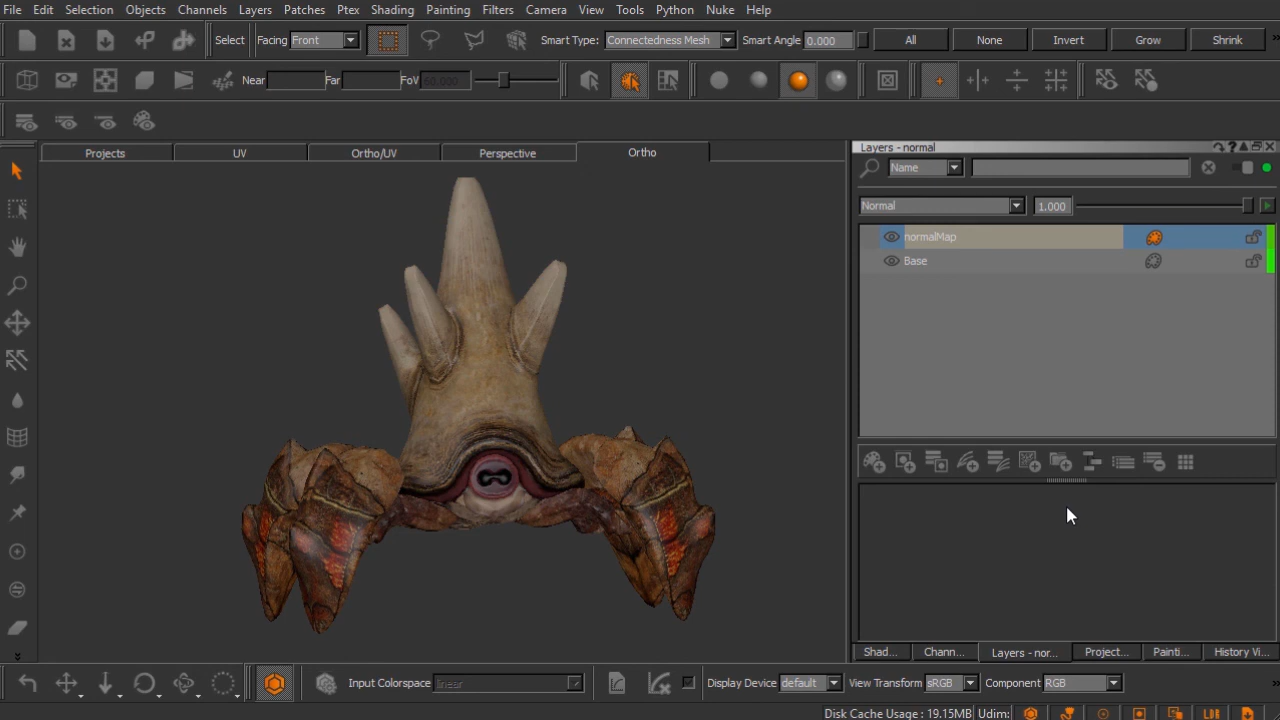 File Edit Selection Objects Channels Layers Patches Ptex Shading Painting Filters Camera View Tools Python Nuke Help
Select Facing Front Smart Type: Connectedness Mesh Smart Angle 0.000 All None Invert Grow Shrink
Near Far FoV 60.000
Projects UV Ortho/UV Perspective Ortho
Layers - normal
Name
Normal 1.000
normalMap
Base
Shad... Chann... Layers - nor... Project... Painti... History Vi...
Input Colorspace linear Display Device default View Transform sRGB Component RGB
Disk Cache Usage : 19.15MB Udim: